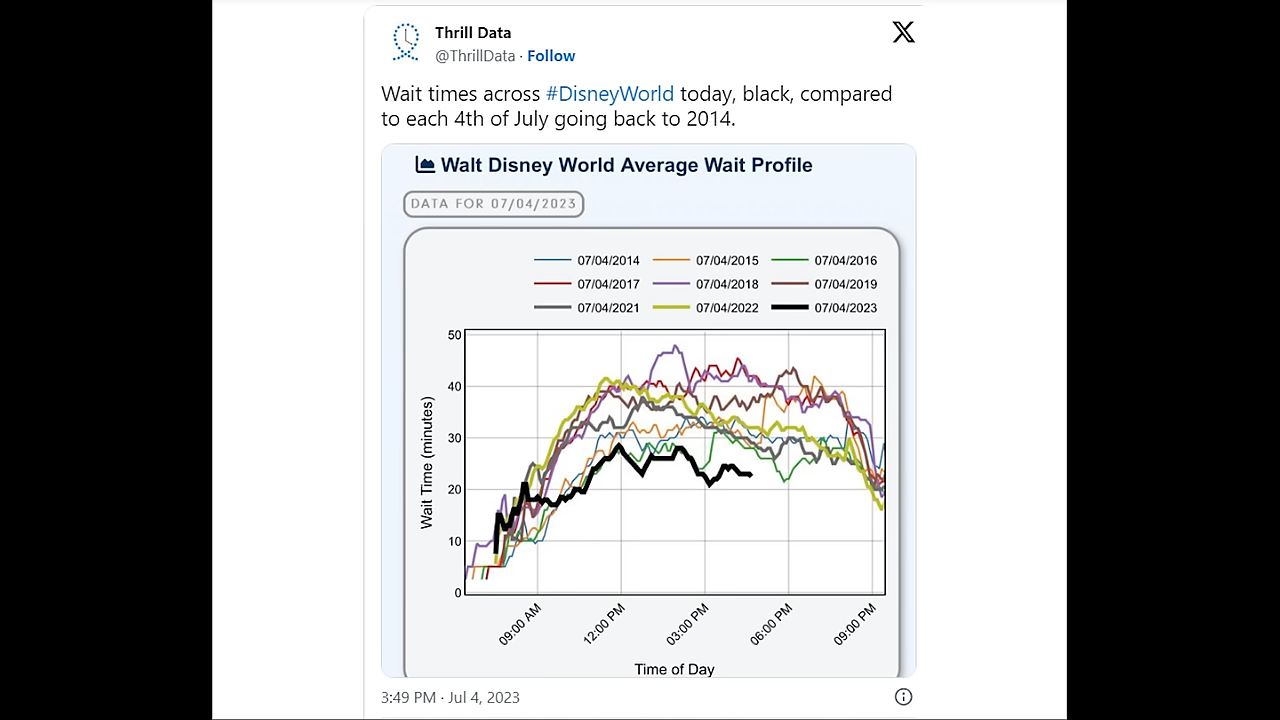 Thrill Data
@ThrillData · Follow
Wait times across #DisneyWorld today, black, compared
to each 4th of July going back to 2014.
Walt Disney World Average Wait Profile
DATA FOR 07/04/2023
07/04/2014 07/04/2015 07/04/2016
07/04/2017 07/04/2018 07/04/2019
07/04/2021 07/04/2022 07/04/2023
Wait Time (minutes)
50
40
30
20
10
0
09:00 AM 12:00 PM 03:00 PM 06:00 PM 09:00 PM
Time of Day
3:49 PM · Jul 4, 2023